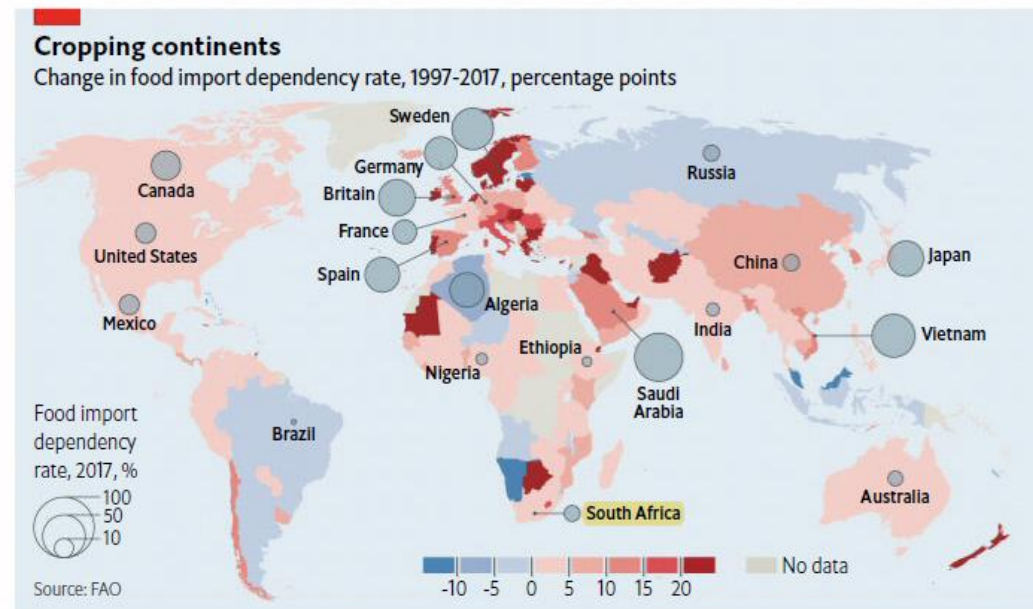 Cropping continents
Change in food import dependency rate, 1997-2017, percentage points
Sweden
Germany
Britain
France
Spain
Canada
United States
Mexico
Russia
China
Japan
India
Vietnam
Algeria
Nigeria
Ethiopia
Saudi
Arabia
Brazil
South Africa
Australia
Food import
dependency
rate, 2017, %
100
50
10
Source: FAO
-10 -5 0 5 10 15 20
No data